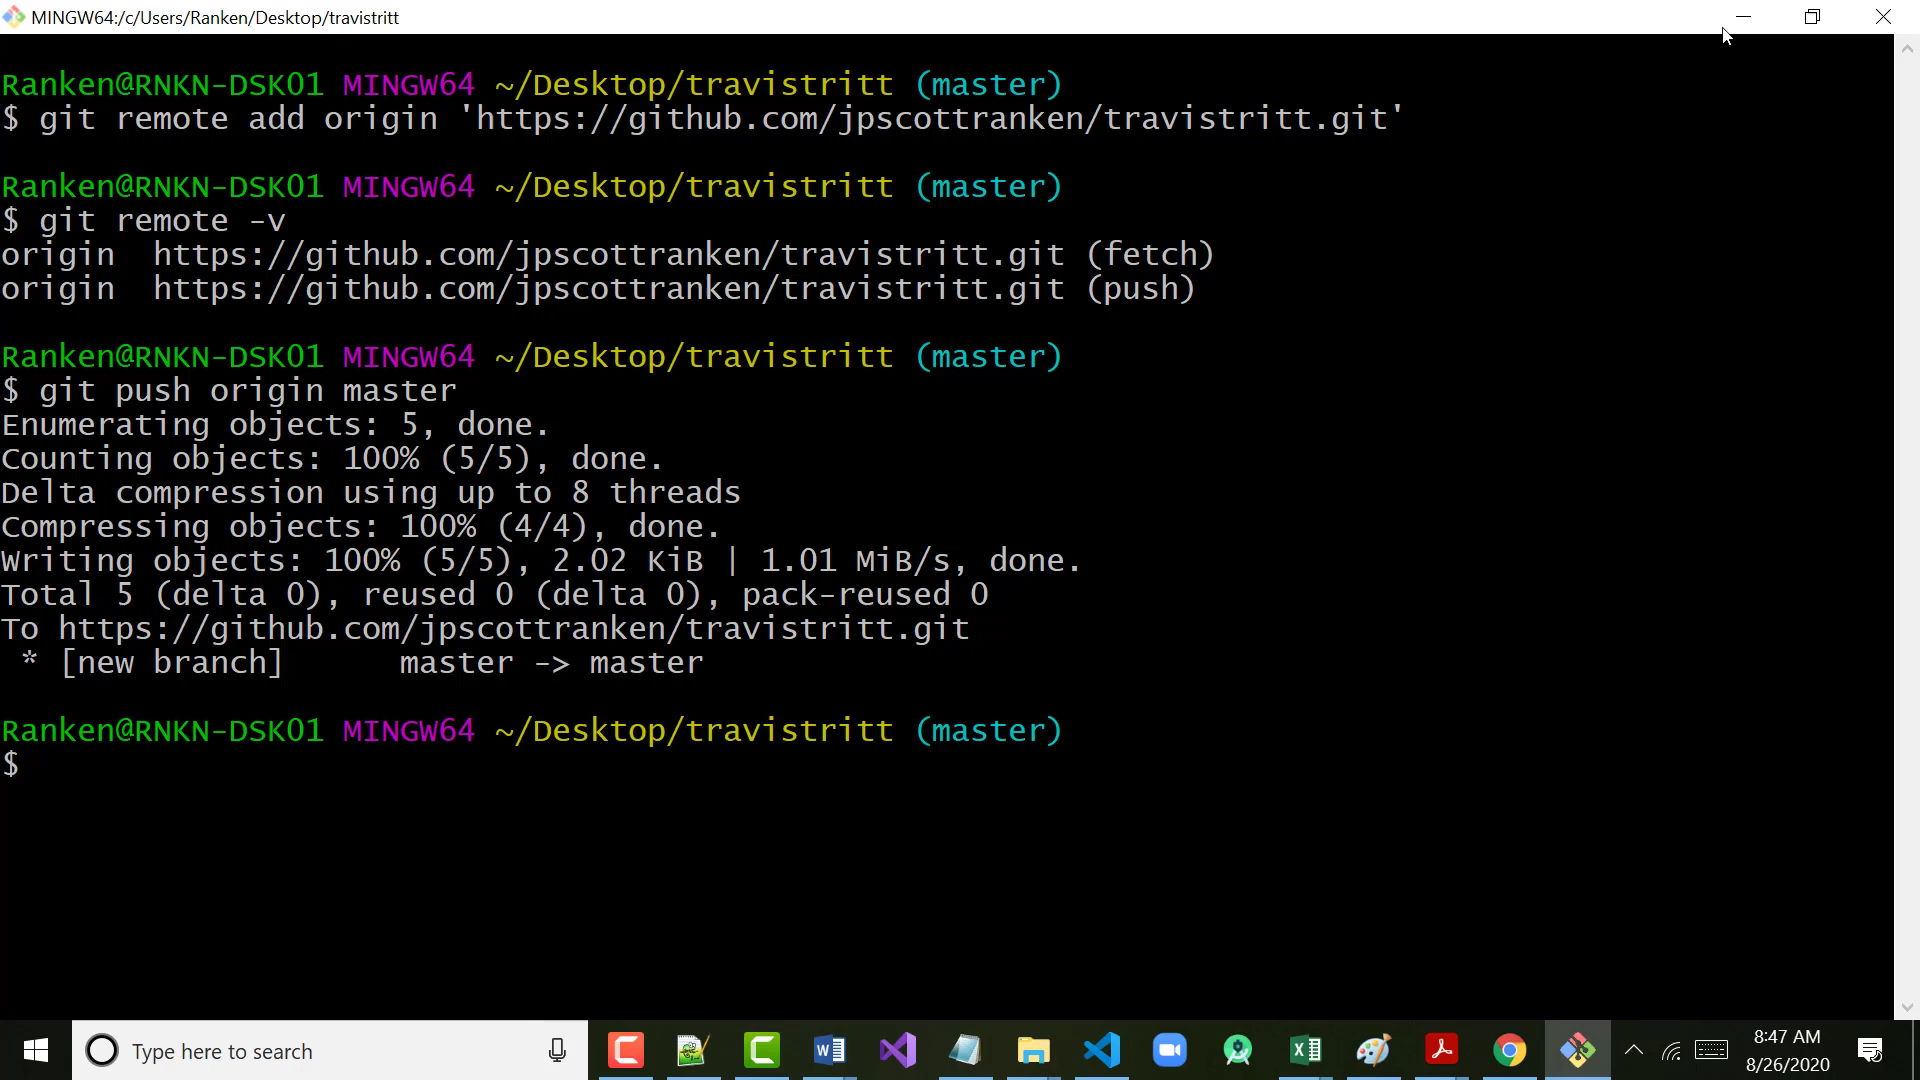 MINGW64:/c/Users/Ranken/Desktop/travistritt
Ranken@RNKN-DSK01 MINGW64 ~/Desktop/travistritt (master)
$ git remote add origin 'https://github.com/jpscottranken/travistritt.git'
Ranken@RNKN-DSK01 MINGW64 ~/Desktop/travistritt (master)
$ git remote -v
origin  https://github.com/jpscottranken/travistritt.git (fetch)
origin  https://github.com/jpscottranken/travistritt.git (push)
Ranken@RNKN-DSK01 MINGW64 ~/Desktop/travistritt (master)
$ git push origin master
Enumerating objects: 5, done.
Counting objects: 100% (5/5), done.
Delta compression using up to 8 threads
Compressing objects: 100% (4/4), done.
Writing objects: 100% (5/5), 2.02 KiB | 1.01 MiB/s, done.
Total 5 (delta 0), reused 0 (delta 0), pack-reused 0
To https://github.com/jpscottranken/travistritt.git
 * [new branch]      master -> master
Ranken@RNKN-DSK01 MINGW64 ~/Desktop/travistritt (master)
$
Type here to search
8:47 AM
8/26/2020